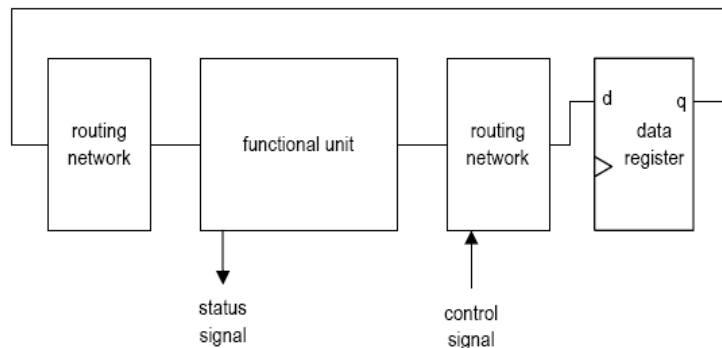 routing
network
functional unit
routing
network
d
q
data
register
status
signal
control
signal